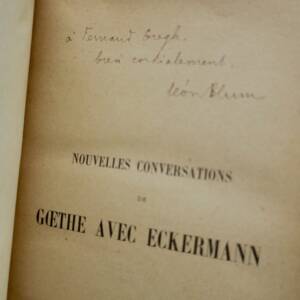 à Fernand Gregh
bien cordialement.
Léon Blum
NOUVELLES CONVERSATIONS
DE
GŒTHE AVEC ECKERMANN